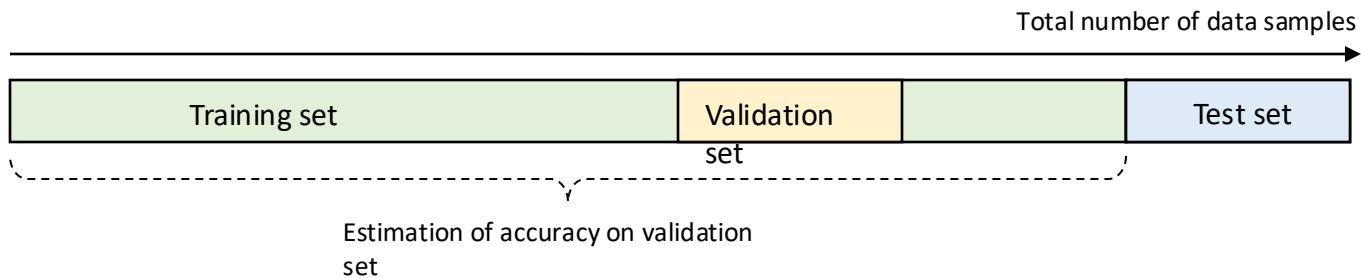 Total number of data samples
Training set
Validation
set
Test set
Estimation of accuracy on validation
set